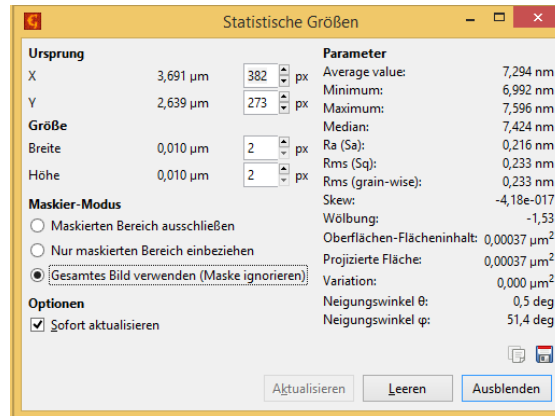 Statistische Größen
Ursprung
X 3,691 µm 382 px
Y 2,639 µm 273 px
Größe
Breite 0,010 µm 2 px
Höhe 0,010 µm 2 px
Maskier-Modus
Maskierten Bereich ausschließen
Nur maskierten Bereich einbeziehen
Gesamtes Bild verwenden (Maske ignorieren)
Optionen
Sofort aktualisieren
Parameter
Average value: 7,294 nm
Minimum: 6,992 nm
Maximum: 7,596 nm
Median: 7,424 nm
Ra (Sa): 0,216 nm
Rms (Sq): 0,233 nm
Rms (grain-wise): 0,233 nm
Skew: -4,18e-017
Wölbung: -1,53
Oberflächen-Flächeninhalt: 0,00037 µm²
Projizierte Fläche: 0,00037 µm²
Variation: 0,000 µm²
Neigungswinkel θ: 0,5 deg
Neigungswinkel φ: 51,4 deg
Aktualisieren Leeren Ausblenden